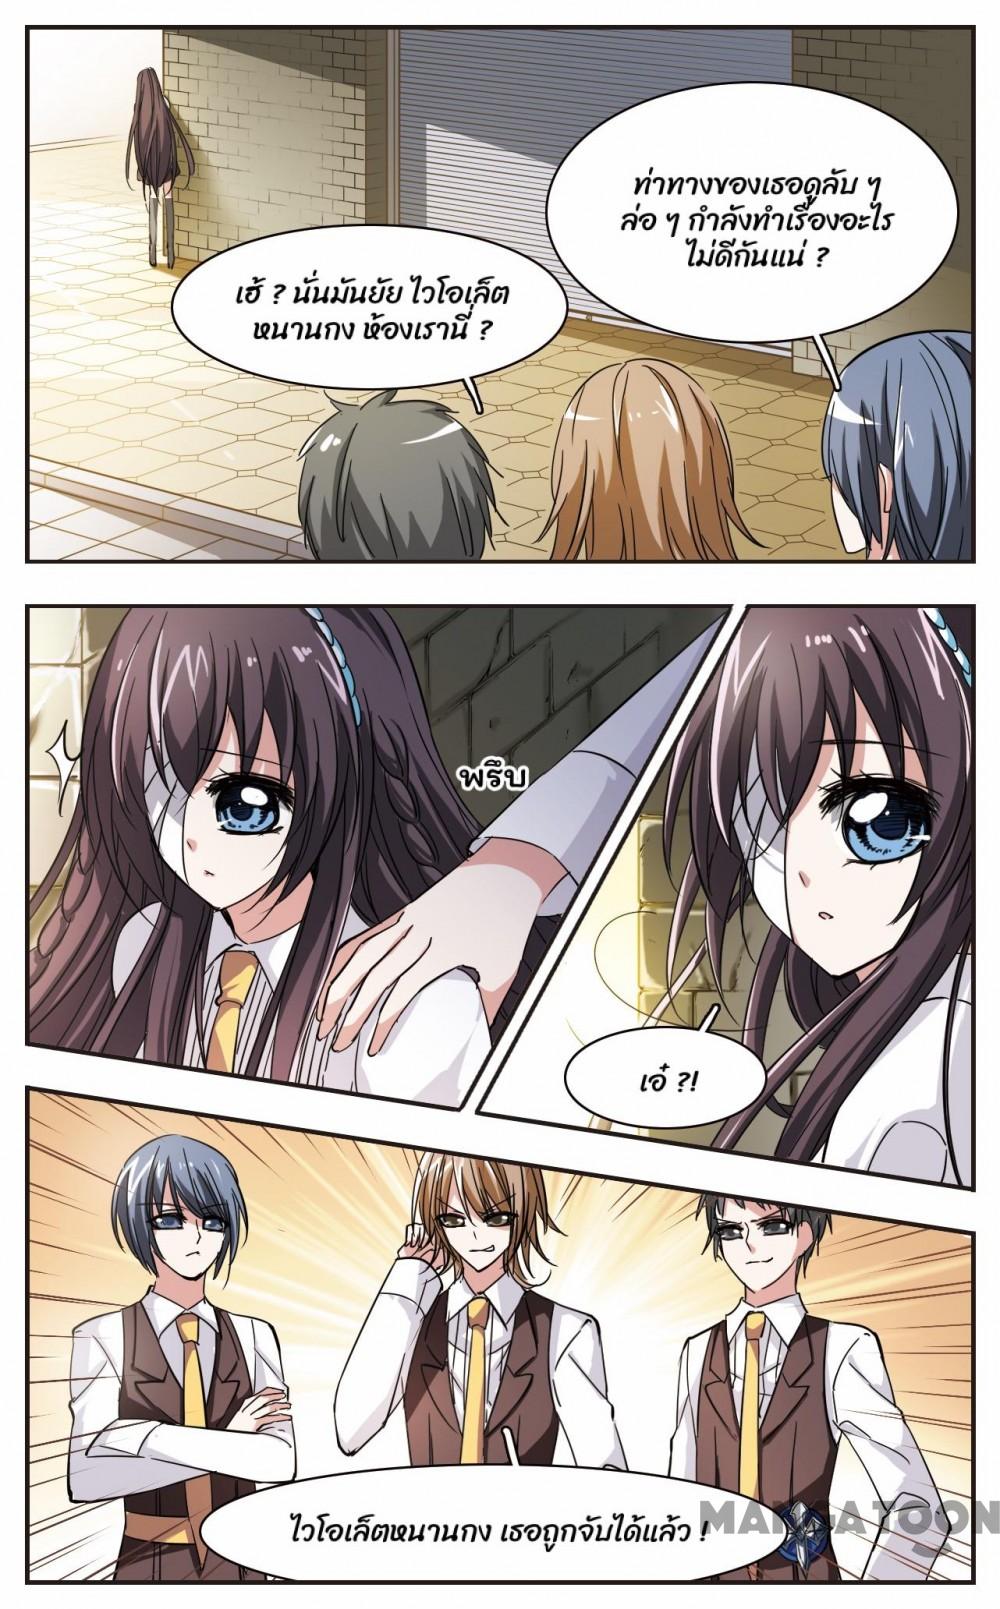 ท่าทางของเธอดูลับ ๆ
ล่อ ๆ กำลังทำเรื่องอะไร
ไม่ดีกันแน่ ?
เฮ้ ? นั่นมันยัย ไวโอเล็ต
หนานกง ห้องเรานี่ ?
พรึบ
เอ๋ ?!
ไวโอเล็ตหนานกง เธอถูกจับได้แล้ว !
MANGATOON